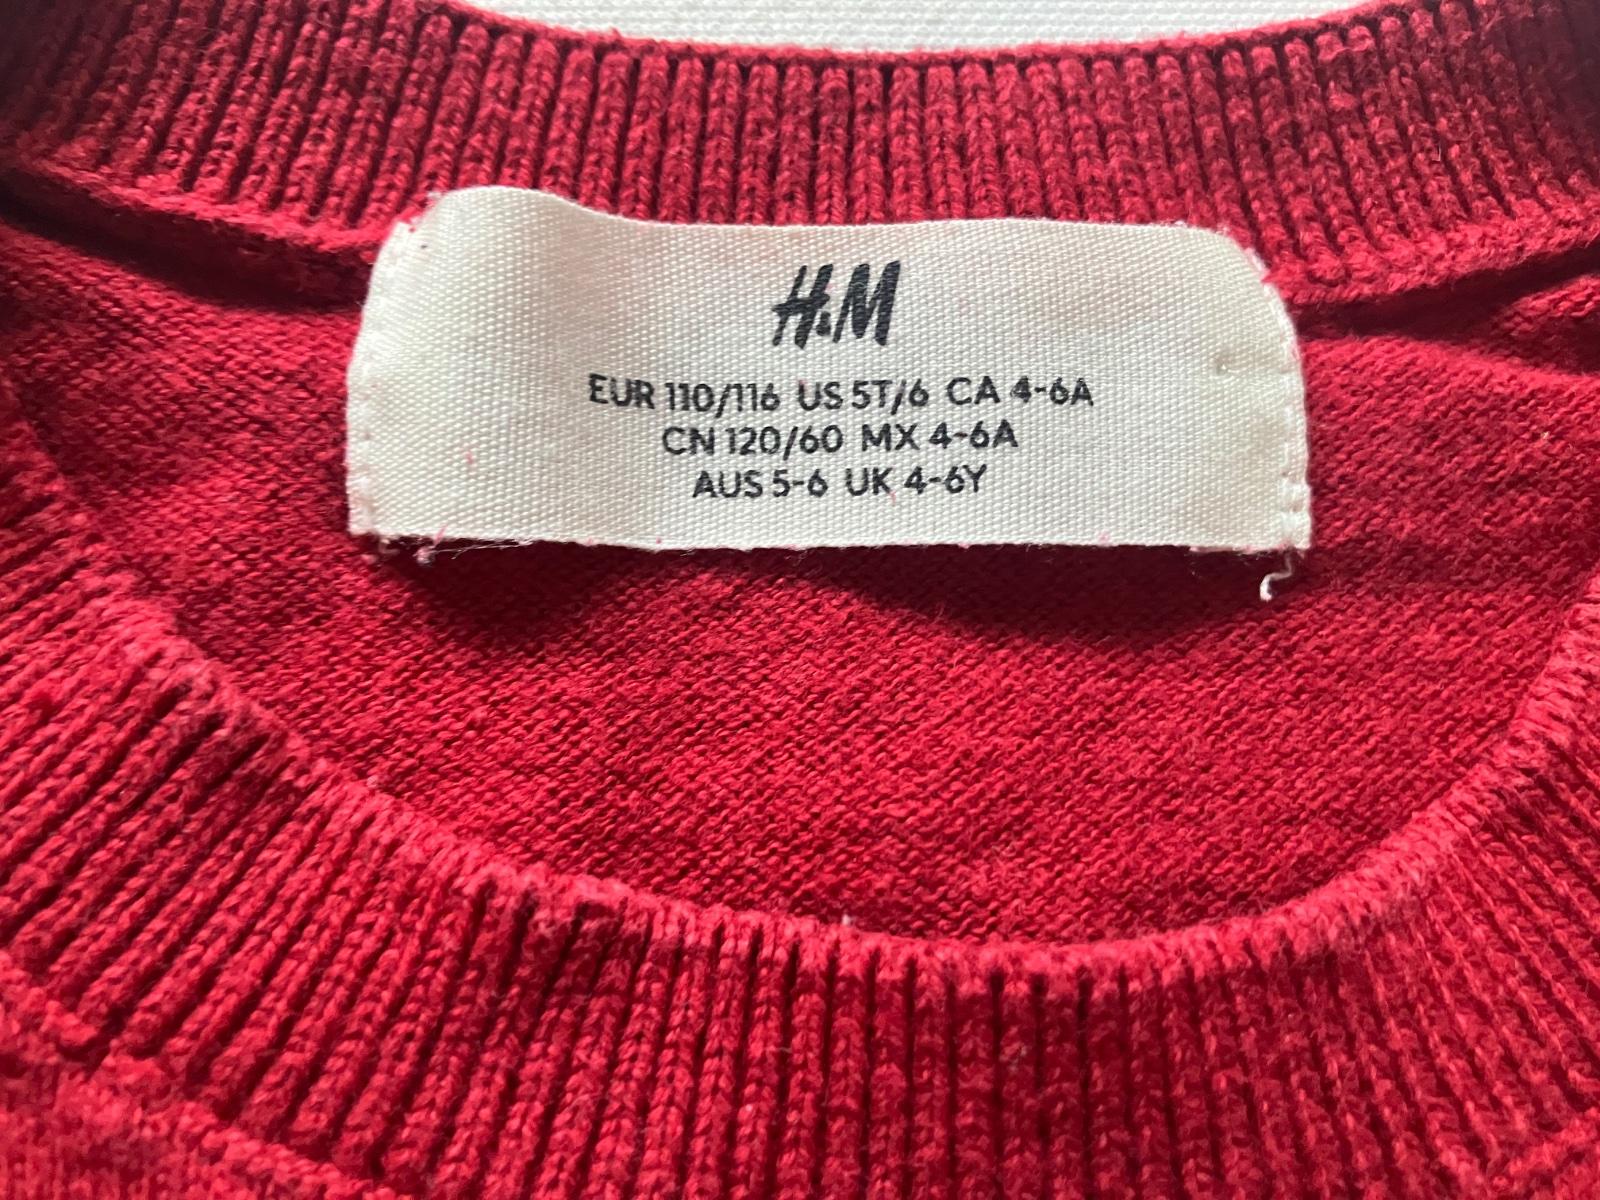 H&M
EUR 110/116 US 5T/6 CA 4-6A
CN 120/60 MX 4-6A
AUS 5-6 UK 4-6Y